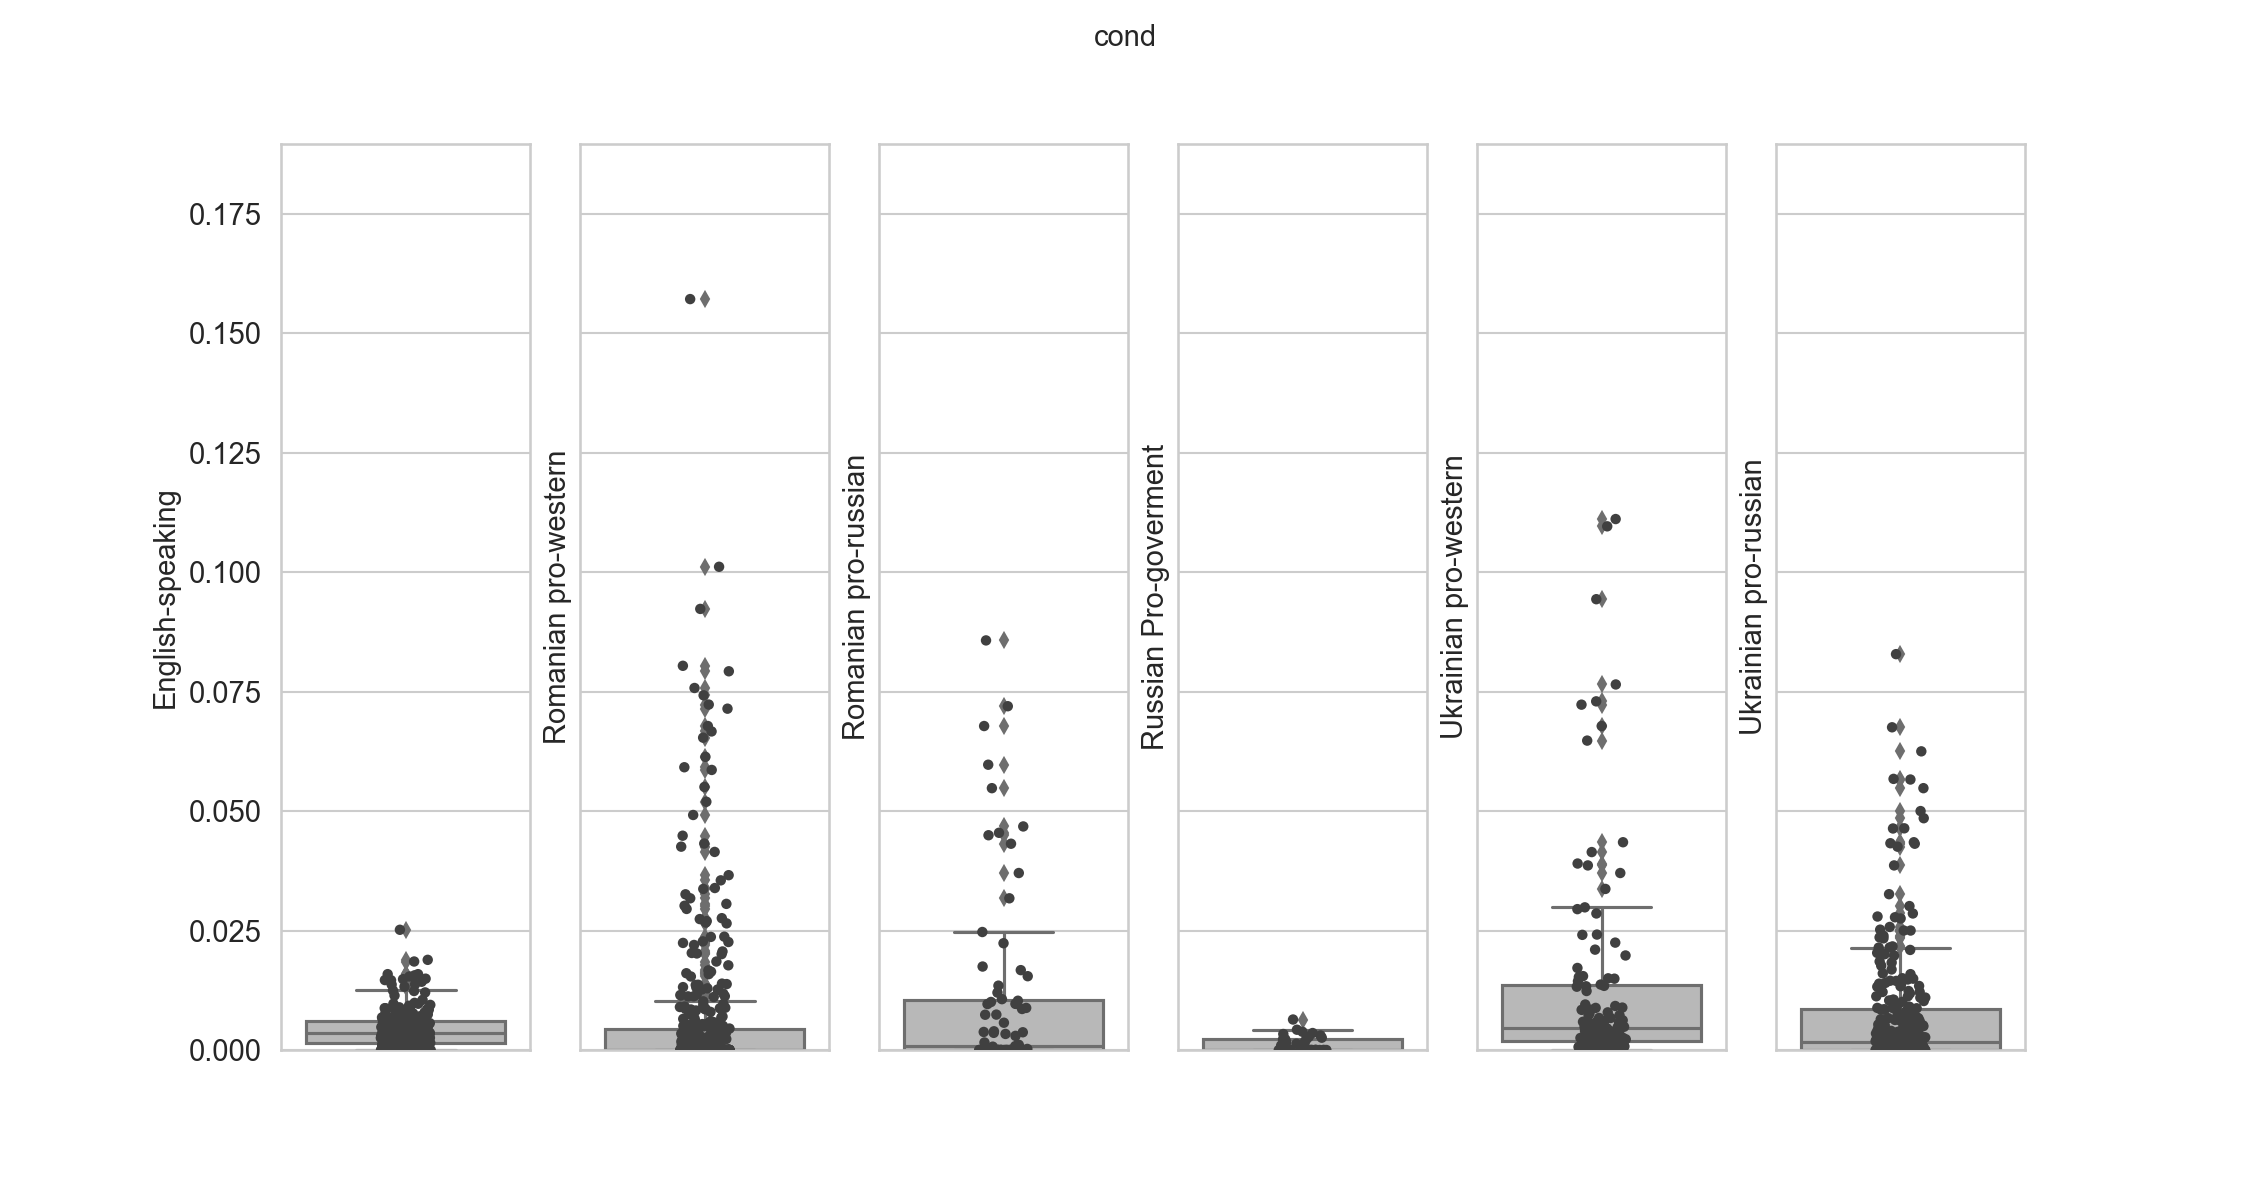 cond
0.175
0.150
0.125
0.100
0.075
0.050
0.025
0.000
English-speaking
Romanian pro-western
Romanian pro-russian
Russian Pro-goverment
Ukrainian pro-western
Ukrainian pro-russian